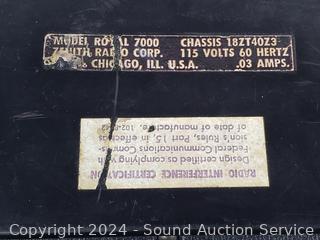 MODEL ROYAL 7000 CHASSIS 18ZT40Z3
ZENITH RADIO CORP. 115 VOLTS 60 HERTZ
CHICAGO, ILL. U.S.A. .03 AMPS.
RADIO INTERFERENCE CERTIFICATION
Design certified as complying with
Federal Communications Commis-
sion's Rules, Part 15, in effect as
of date of manufacture.
Copyright 2024 - Sound Auction Service